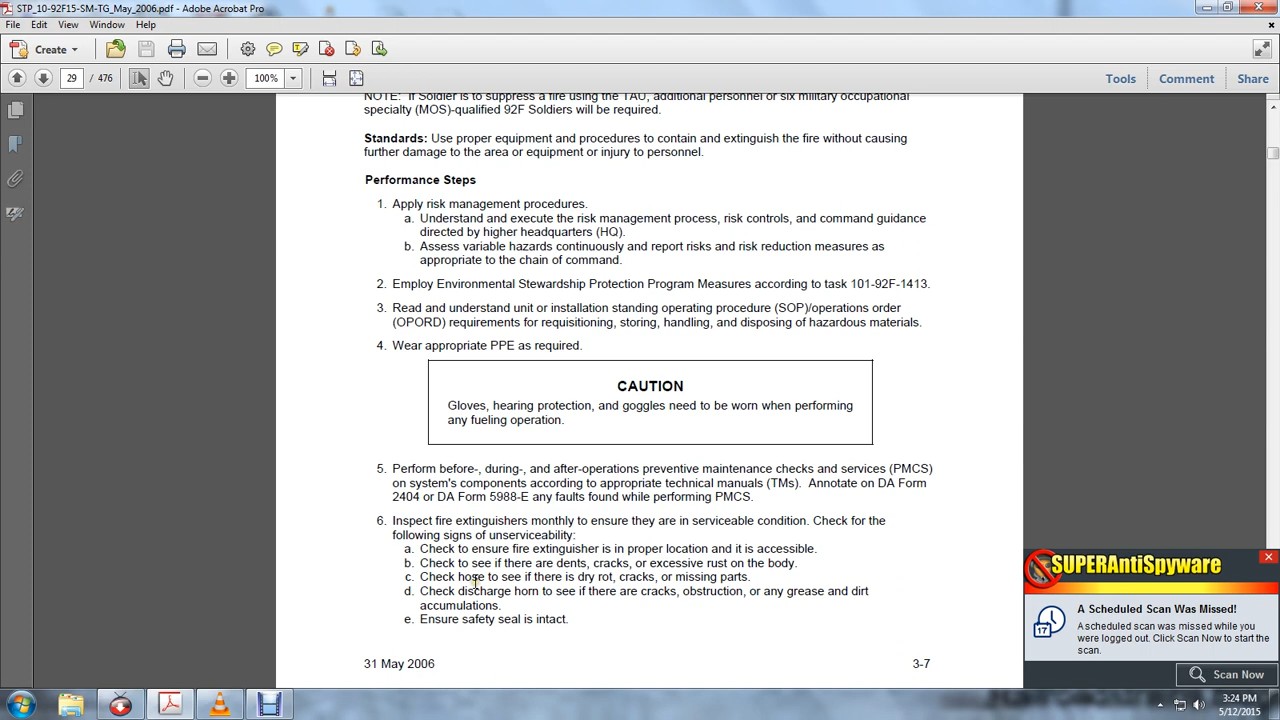 STP_10-92F15-SM-TG_May_2006.pdf - Adobe Acrobat Pro
File Edit View Window Help
Create
29 / 476 100% Tools Comment Share
NOTE: If Soldier is to suppress a fire using the TAU, additional personnel or six military occupational
specialty (MOS)-qualified 92F Soldiers will be required.
Standards: Use proper equipment and procedures to contain and extinguish the fire without causing
further damage to the area or equipment or injury to personnel.
Performance Steps
1. Apply risk management procedures.
a. Understand and execute the risk management process, risk controls, and command guidance
directed by higher headquarters (HQ).
b. Assess variable hazards continuously and report risks and risk reduction measures as
appropriate to the chain of command.
2. Employ Environmental Stewardship Protection Program Measures according to task 101-92F-1413.
3. Read and understand unit or installation standing operating procedure (SOP)/operations order
(OPORD) requirements for requisitioning, storing, handling, and disposing of hazardous materials.
4. Wear appropriate PPE as required.
CAUTION
Gloves, hearing protection, and goggles need to be worn when performing
any fueling operation.
5. Perform before-, during-, and after-operations preventive maintenance checks and services (PMCS)
on system's components according to appropriate technical manuals (TMs). Annotate on DA Form
2404 or DA Form 5988-E any faults found while performing PMCS.
6. Inspect fire extinguishers monthly to ensure they are in serviceable condition. Check for the
following signs of unserviceability:
a. Check to ensure fire extinguisher is in proper location and it is accessible.
b. Check to see if there are dents, cracks, or excessive rust on the body.
c. Check hose to see if there is dry rot, cracks, or missing parts.
d. Check discharge horn to see if there are cracks, obstruction, or any grease and dirt
accumulations.
e. Ensure safety seal is intact.
31 May 2006 3-7
SUPERAntiSpyware
A Scheduled Scan Was Missed!
17
A scheduled scan was missed while you
were logged out. Click Scan Now to start the
scan.
Scan Now
3:24 PM
5/12/2015